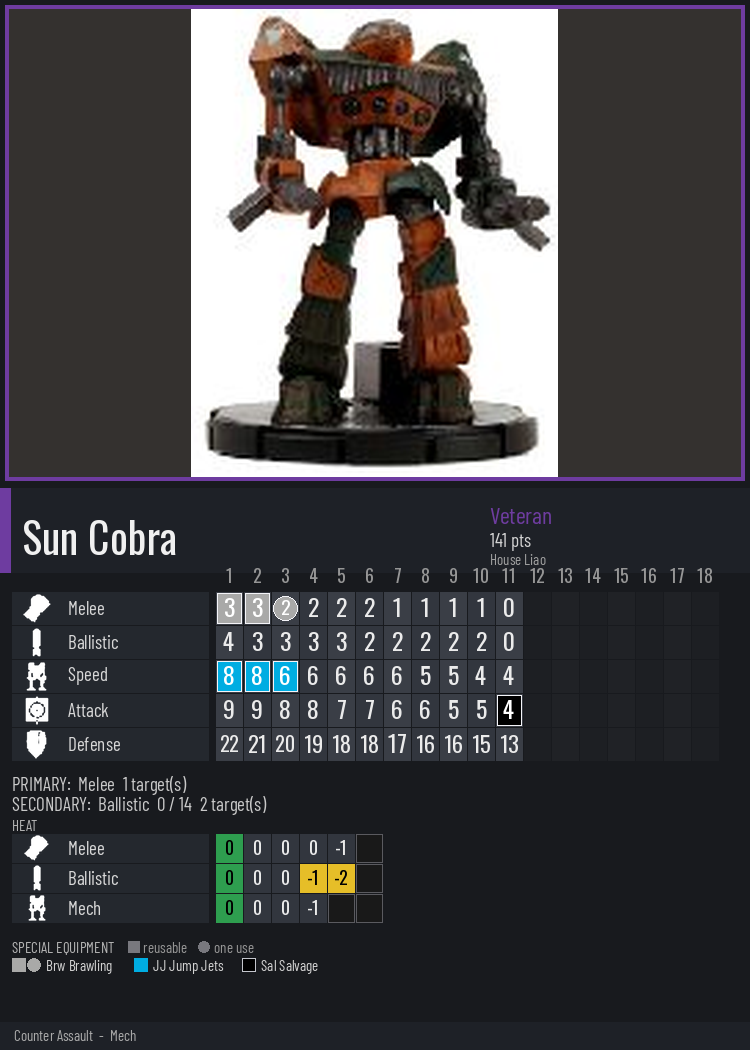 Sun Cobra
Veteran
141 pts
House Liao
1 2 3 4 5 6 7 8 9 10 11 12 13 14 15 16 17 18
Melee 3 3 2 2 2 2 1 1 1 1 0
Ballistic 4 3 3 3 3 2 2 2 2 2 0
Speed 8 8 6 6 6 6 6 5 5 4 4
Attack 9 9 8 8 7 7 6 6 5 5 4
Defense 22 21 20 19 18 18 17 16 16 15 13
PRIMARY: Melee 1 target(s)
SECONDARY: Ballistic 0 / 14 2 target(s)
HEAT
Melee 0 0 0 0 -1
Ballistic 0 0 0 -1 -2
Mech 0 0 0 -1
SPECIAL EQUIPMENT reusable one use
Brw Brawling JJ Jump Jets Sal Salvage
Counter Assault - Mech